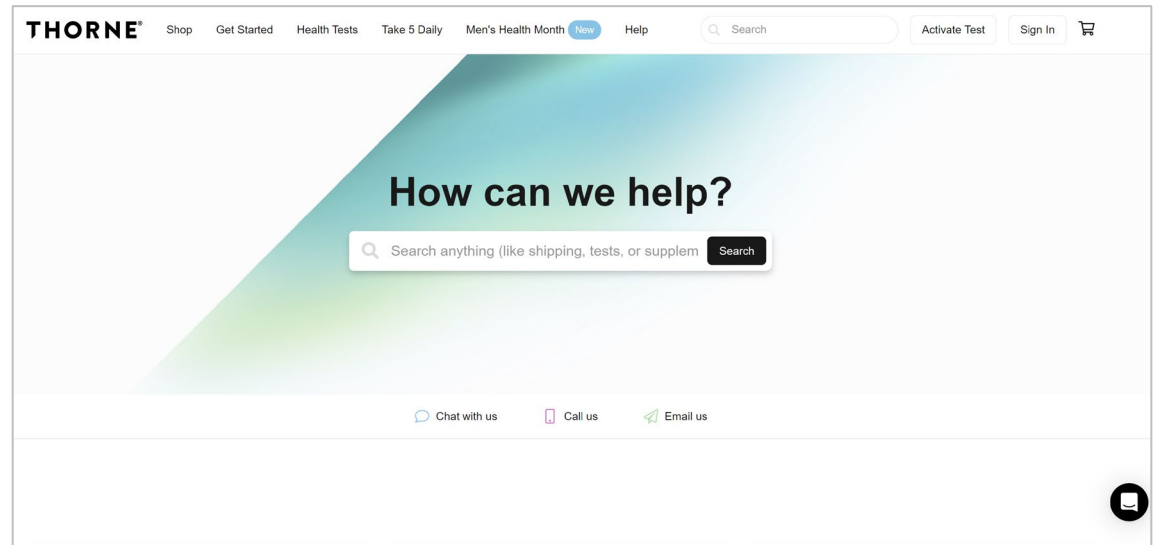 THORNE® Shop Get Started Health Tests Take 5 Daily Men's Health Month New Help Search Activate Test Sign In
How can we help?
Search anything (like shipping, tests, or supplem Search
Chat with us Call us Email us